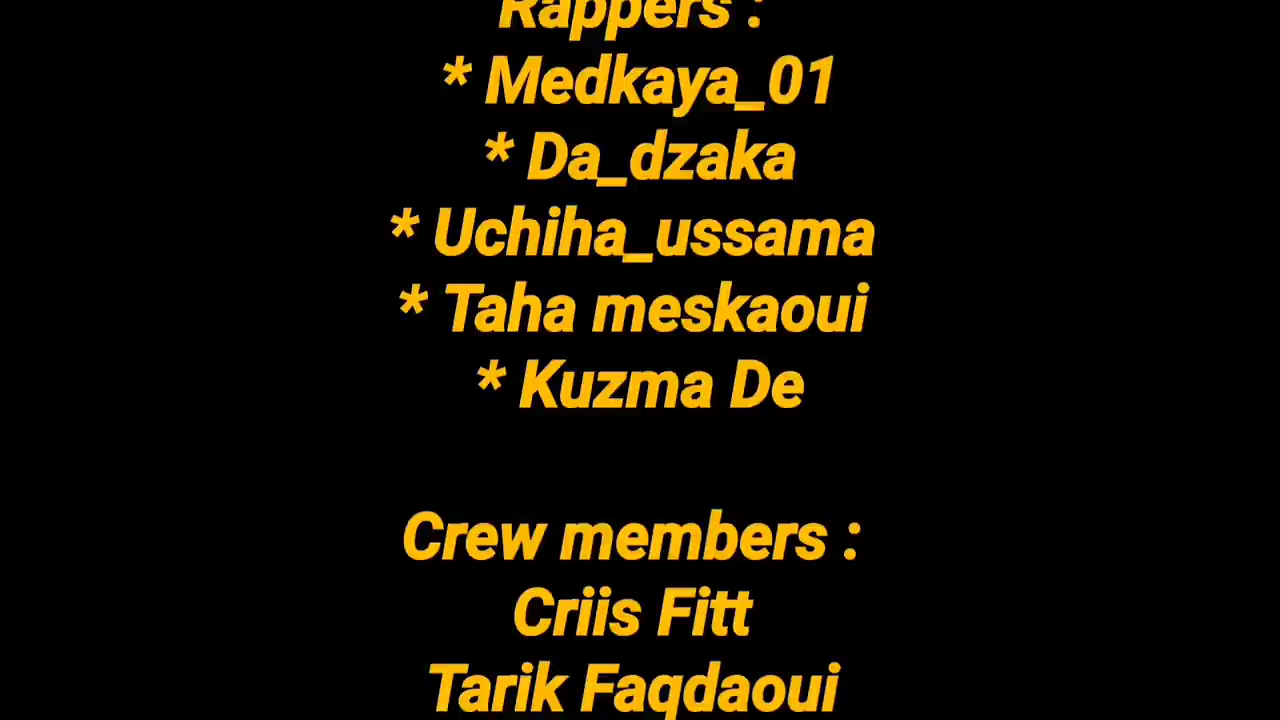 Rappers :
* Medkaya_01
* Da_dzaka
* Uchiha_ussama
* Taha meskaoui
* Kuzma De
Crew members :
Criis Fitt
Tarik Faqdaoui